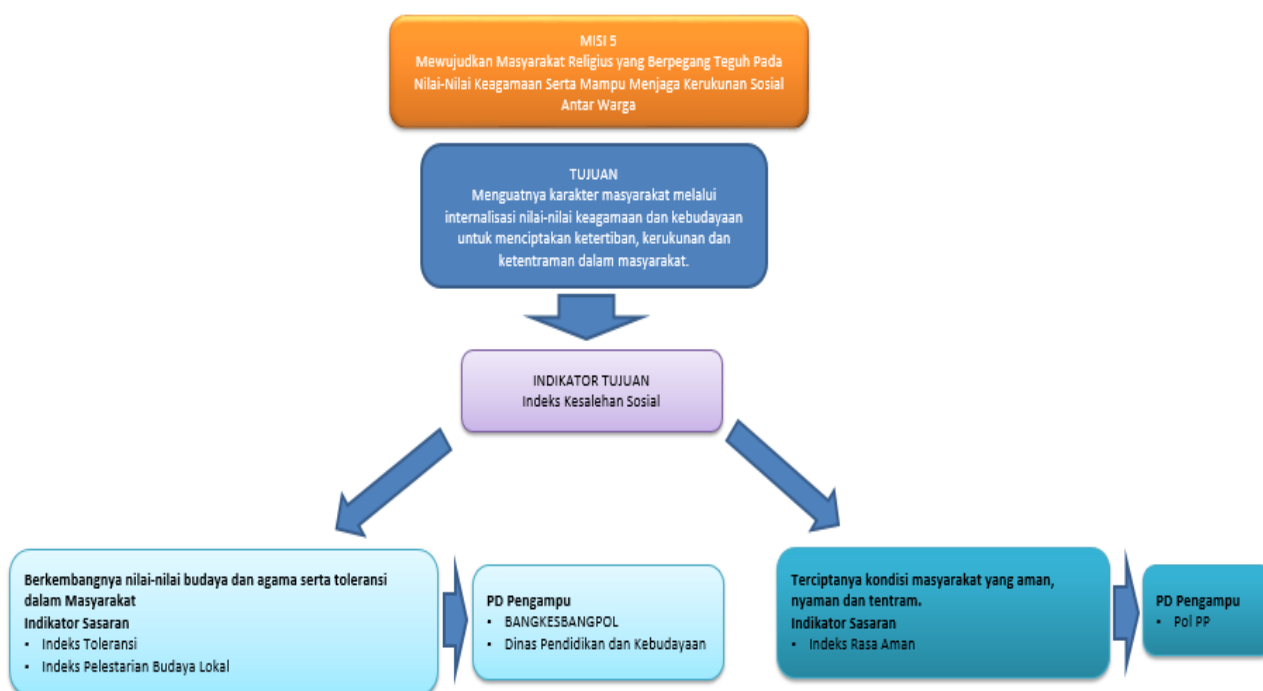 MISI 5
Mewujudkan Masyarakat Religius yang Berpegang Teguh Pada
Nilai-Nilai Keagamaan Serta Mampu Menjaga Kerukunan Sosial
Antar Warga
TUJUAN
Menguatnya karakter masyarakat melalui
internalisasi nilai-nilai keagamaan dan kebudayaan
untuk menciptakan ketertiban, kerukunan dan
ketentraman dalam masyarakat.
INDIKATOR TUJUAN
Indeks Kesalehan Sosial
Berkembangnya nilai-nilai budaya dan agama serta toleransi
dalam Masyarakat
Indikator Sasaran
• Indeks Toleransi
• Indeks Pelestarian Budaya Lokal
PD Pengampu
• BANGKESBANGPOL
• Dinas Pendidikan dan Kebudayaan
Terciptanya kondisi masyarakat yang aman,
nyaman dan tentram.
Indikator Sasaran
• Indeks Rasa Aman
PD Pengampu
• Pol PP